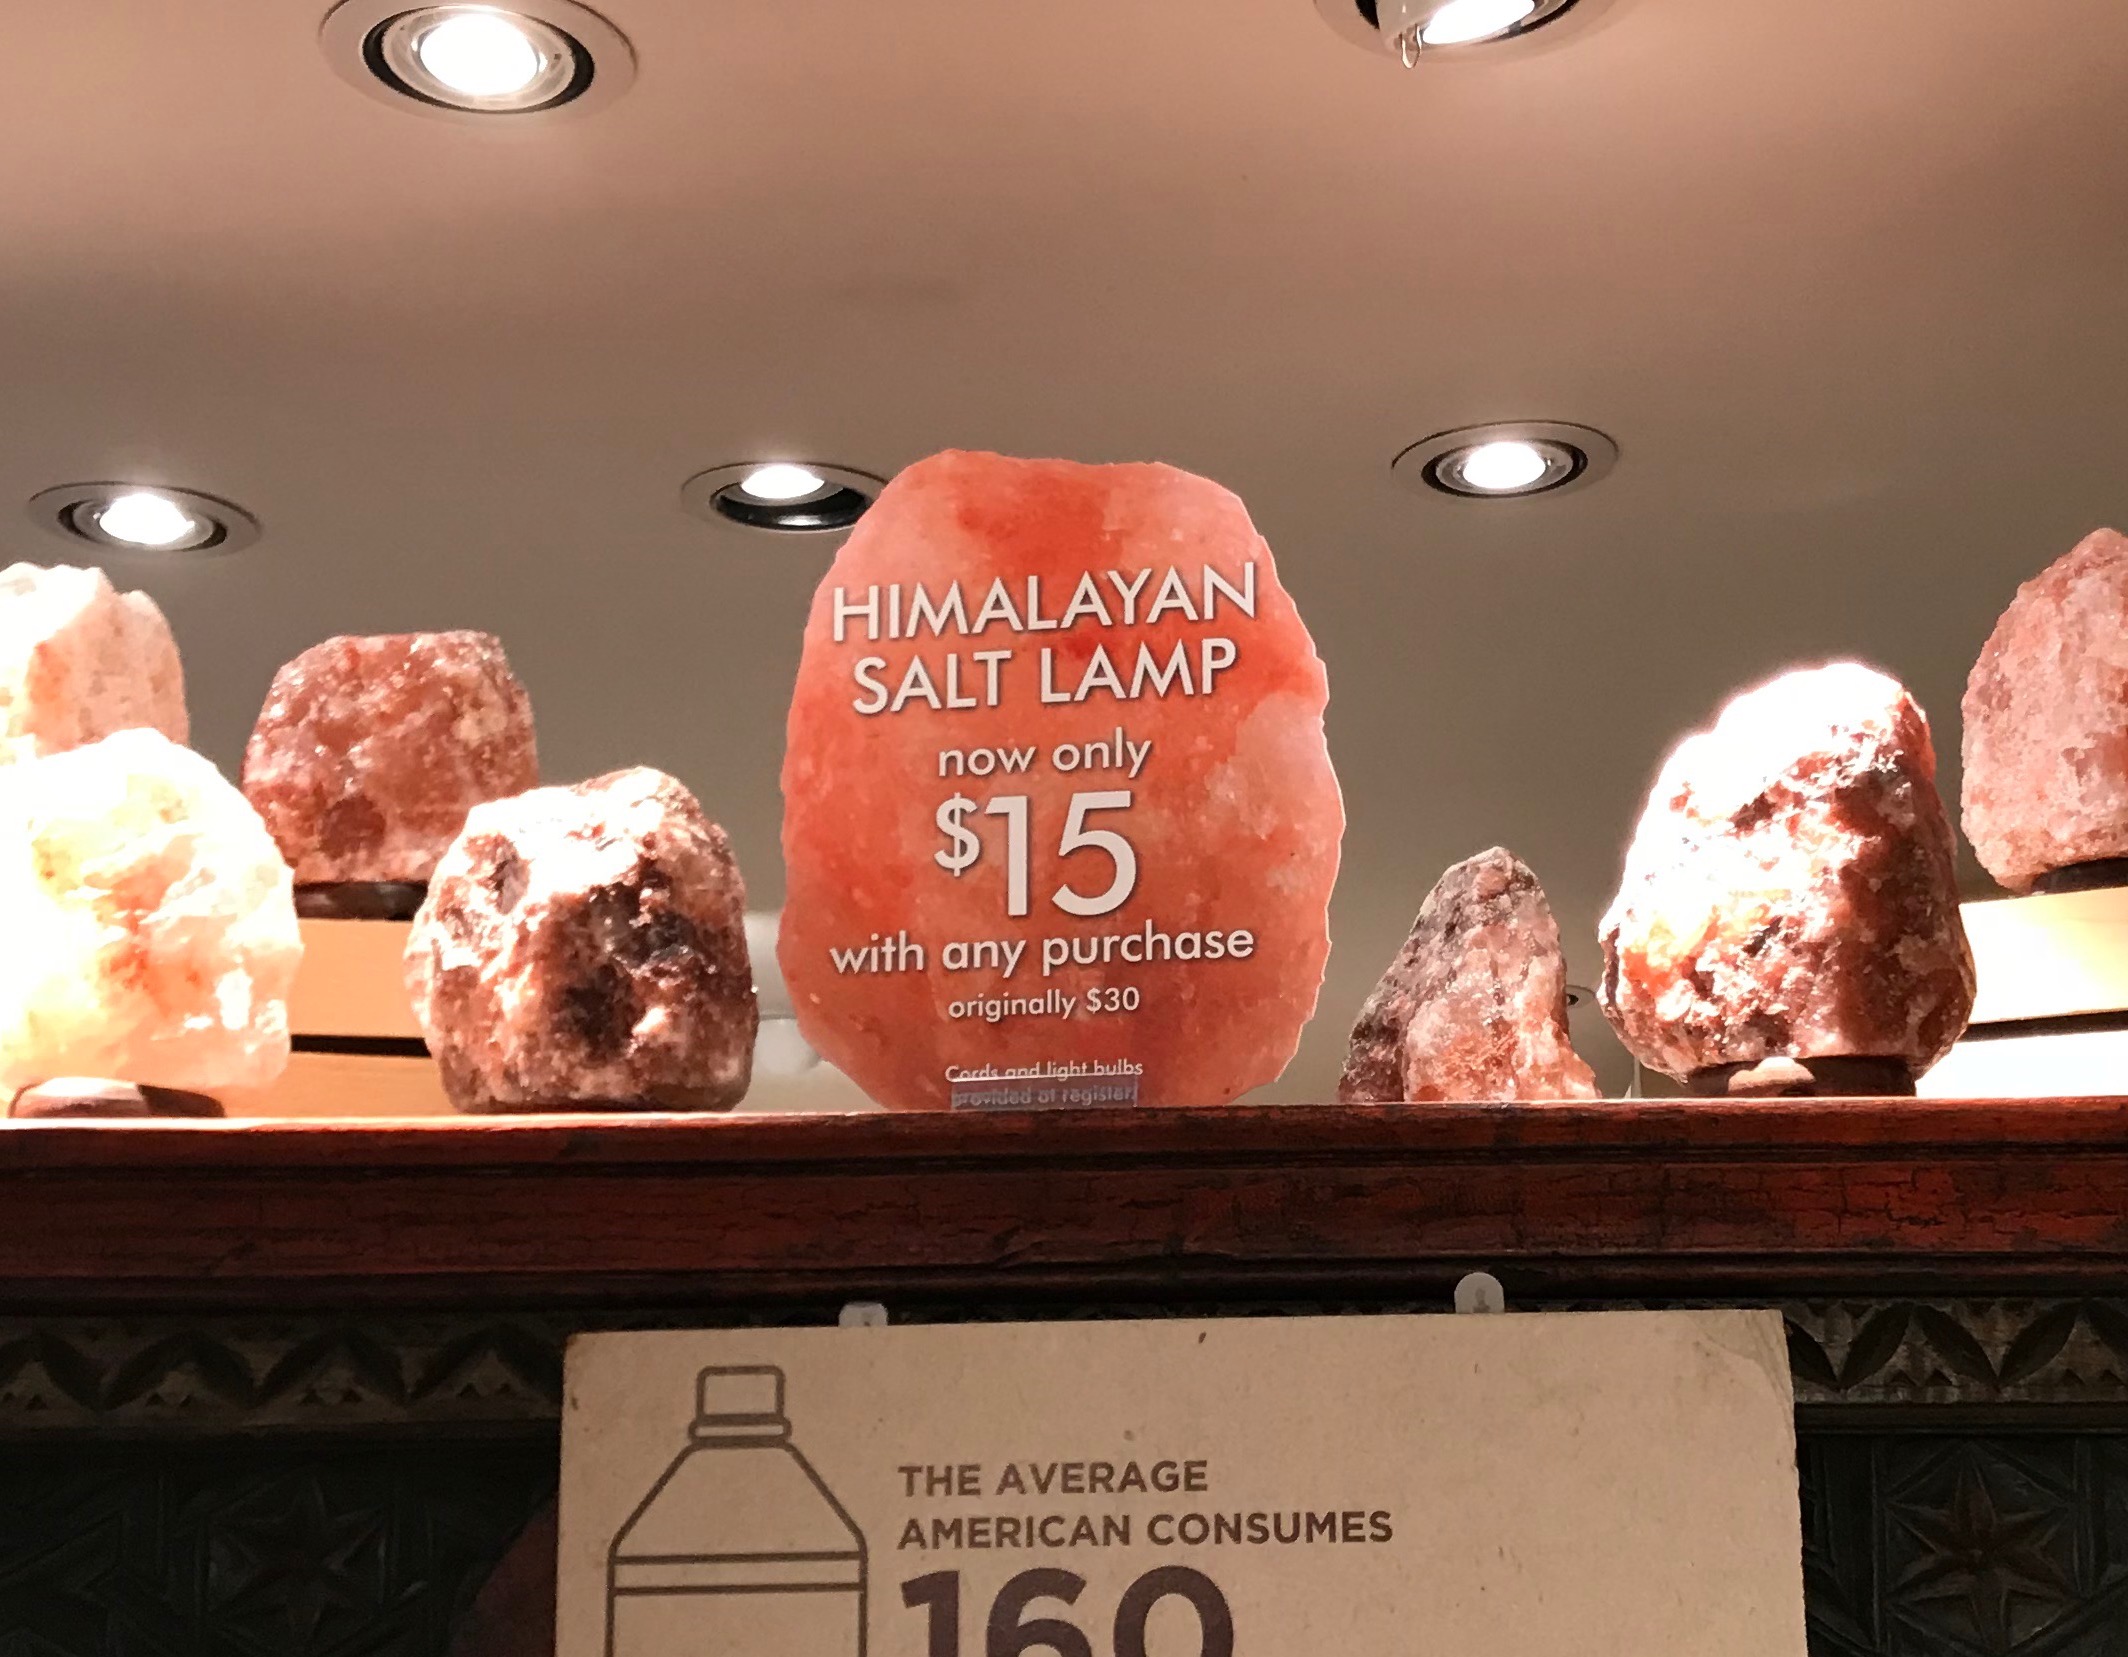 HIMALAYAN
SALT LAMP
now only
$15
with any purchase
originally $30
Cords and light bulbs
provided at register.
THE AVERAGE
AMERICAN CONSUMES
160